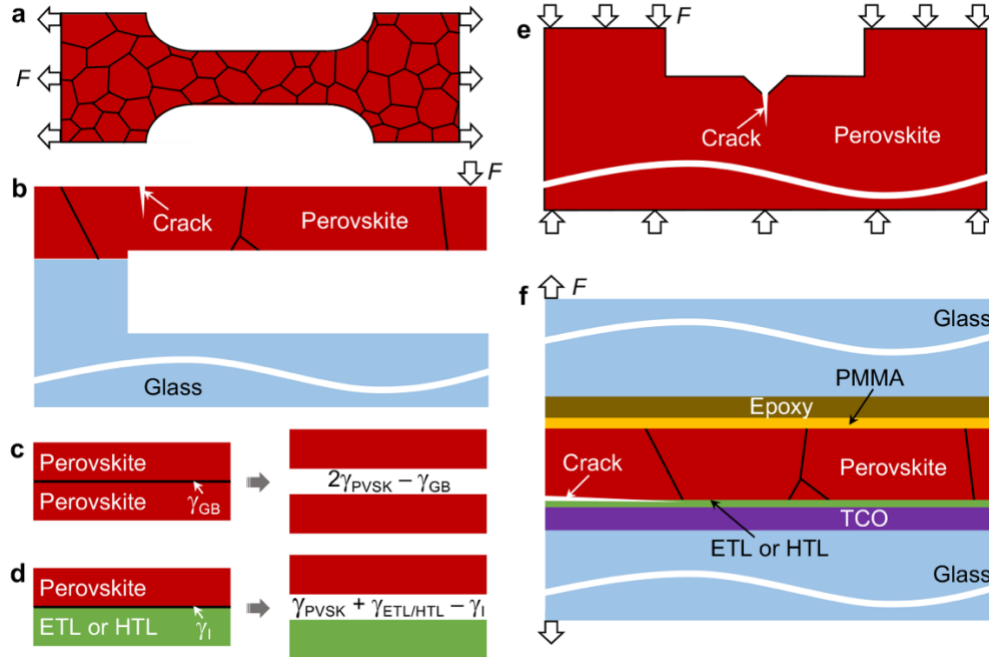 a
F
b
F
Crack
Perovskite
Glass
c
Perovskite
Perovskite
γGB
2γPVSK – γGB
d
Perovskite
ETL or HTL
γI
γPVSK + γETL/HTL – γI
e
F
Crack
Perovskite
f
F
Glass
PMMA
Epoxy
Crack
Perovskite
TCO
ETL or HTL
Glass